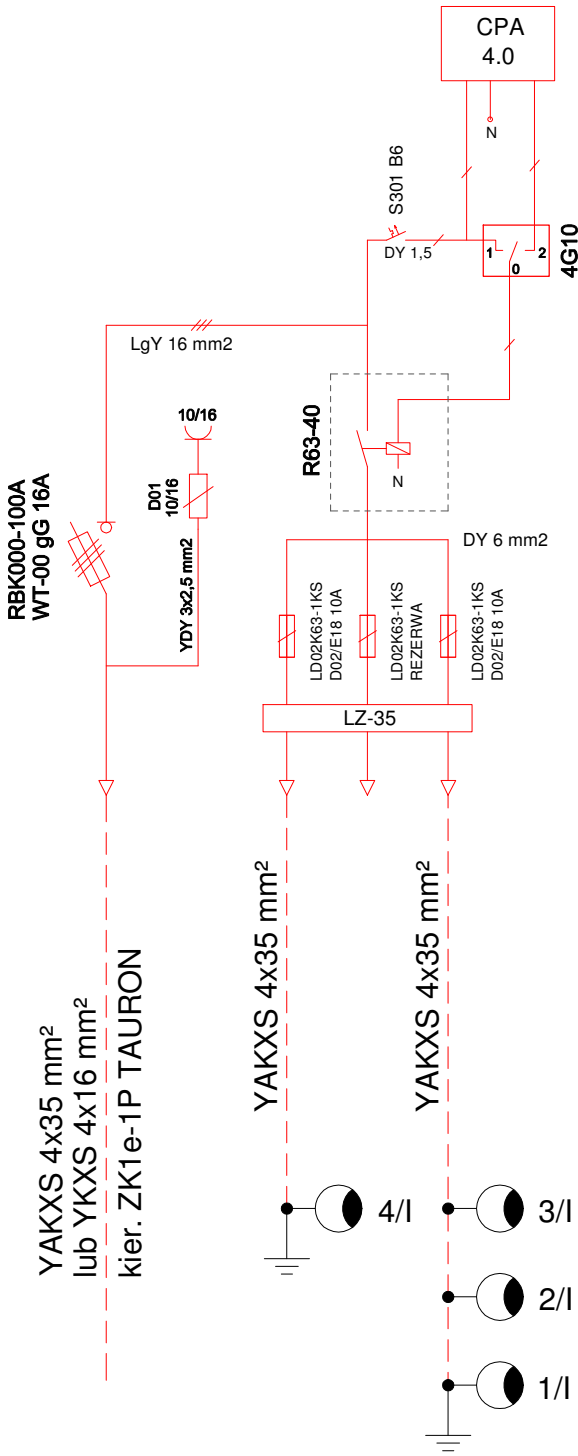 CPA
4.0
N
S301 B6
DY 1,5
1
2
0
4G10
LgY 16 mm2
10/16
R63-40
N
D01
10/16
RBK000-100A
WT-00 gG 16A
YDY 3x2,5 mm2
DY 6 mm2
LD02K63-1KS
D02/E18 10A
LD02K63-1KS
REZERWA
LD02K63-1KS
D02/E18 10A
LZ-35
YAKXS 4x35 mm²
lub YKXS 4x16 mm²
kier. ZK1e-1P TAURON
YAKXS 4x35 mm²
YAKXS 4x35 mm²
4/I
3/I
2/I
1/I